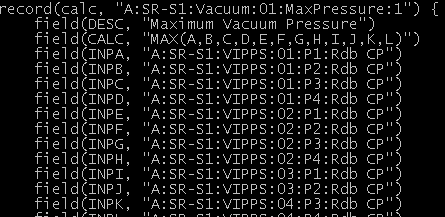 record(calc, "A:SR-S1:Vacuum:01:MaxPressure:1") {
field(DESC, "Maximum Vacuum Pressure")
field(CALC, "MAX(A,B,C,D,E,F,G,H,I,J,K,L)")
field(INPA, "A:SR-S1:VIPPS:01:P1:Rdb CP")
field(INPB, "A:SR-S1:VIPPS:01:P2:Rdb CP")
field(INPC, "A:SR-S1:VIPPS:01:P3:Rdb CP")
field(INPD, "A:SR-S1:VIPPS:01:P4:Rdb CP")
field(INPE, "A:SR-S1:VIPPS:02:P1:Rdb CP")
field(INPF, "A:SR-S1:VIPPS:02:P2:Rdb CP")
field(INPG, "A:SR-S1:VIPPS:02:P3:Rdb CP")
field(INPH, "A:SR-S1:VIPPS:02:P4:Rdb CP")
field(INPI, "A:SR-S1:VIPPS:03:P1:Rdb CP")
field(INPJ, "A:SR-S1:VIPPS:03:P2:Rdb CP")
field(INPK, "A:SR-S1:VIPPS:03:P4:Rdb CP")